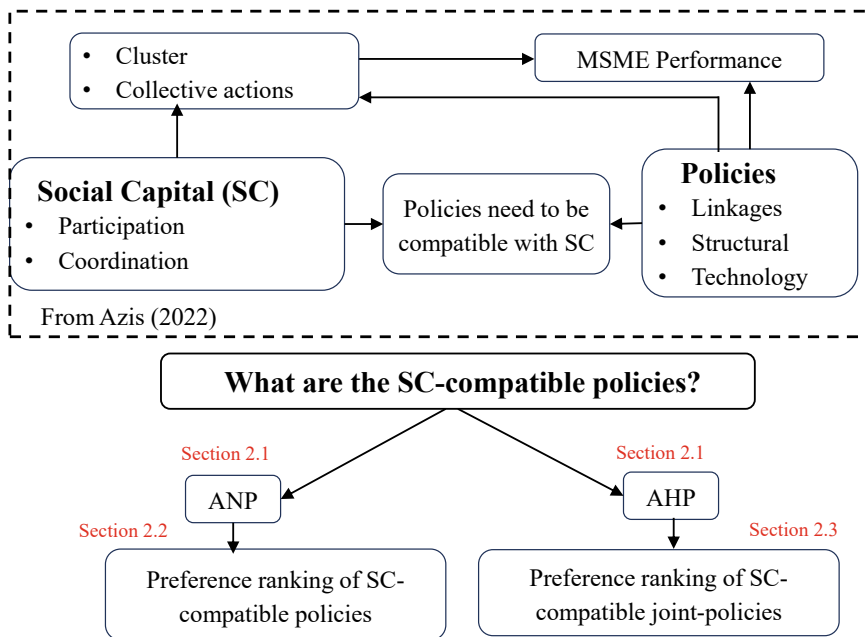 • Cluster
• Collective actions
MSME Performance
Social Capital (SC)
• Participation
• Coordination
Policies need to be
compatible with SC
Policies
• Linkages
• Structural
• Technology
From Azis (2022)
What are the SC-compatible policies?
Section 2.1
Section 2.1
ANP
AHP
Section 2.2
Section 2.3
Preference ranking of SC-
compatible policies
Preference ranking of SC-
compatible joint-policies